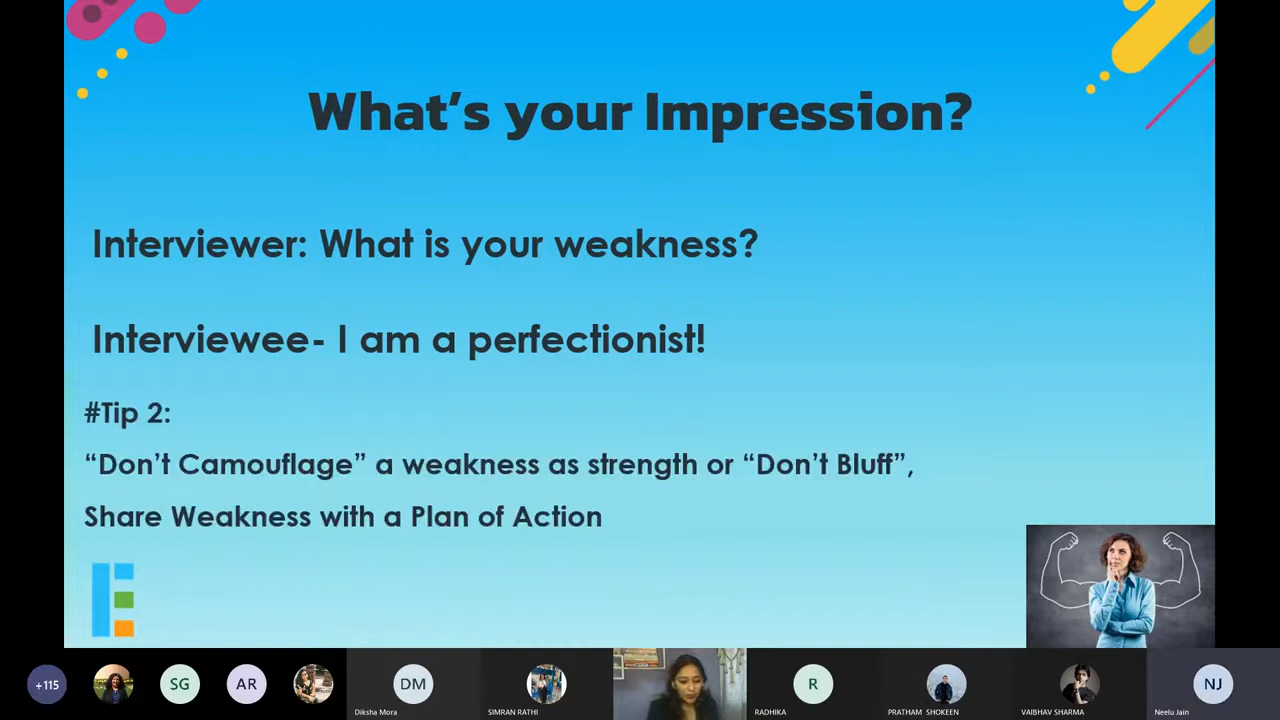 What's your Impression?
Interviewer: What is your weakness?
Interviewee- I am a perfectionist!
#Tip 2:
“Don't Camouflage” a weakness as strength or “Don't Bluff”,
Share Weakness with a Plan of Action
+115
SG
AR
DM
R
NJ
Diksha Mora
SIMRAN RATHI
RADHIKA
PRATHAM SHOKEEN
VAIBHAV SHARMA
Neelu Jain